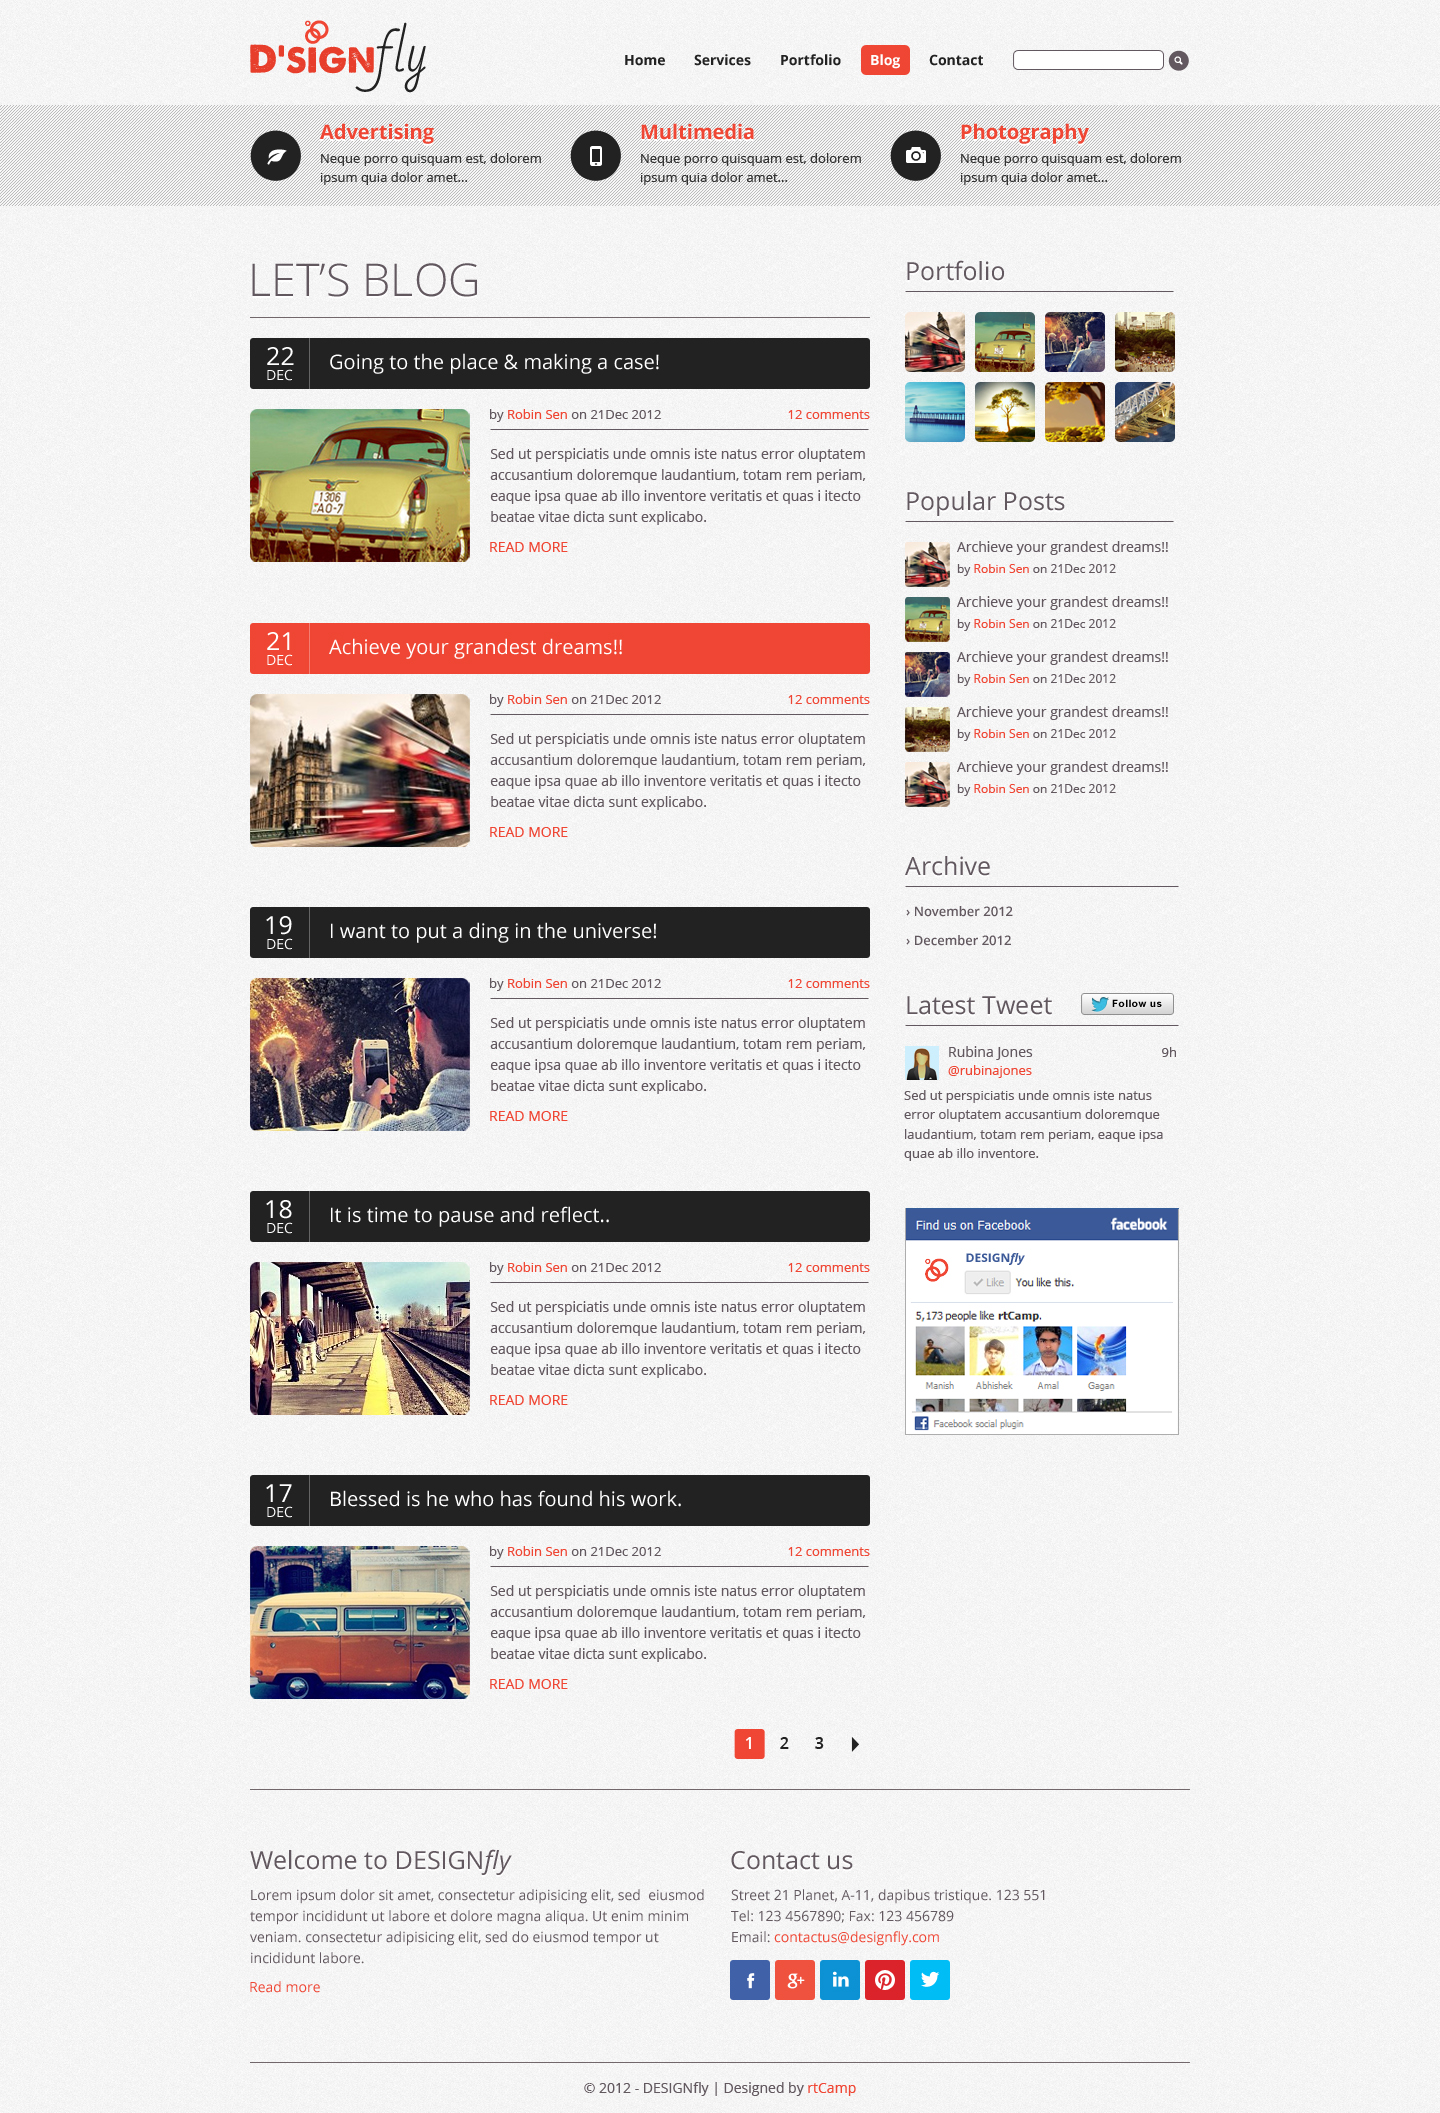 D'SIGNfly
Home Services Portfolio Blog Contact
Advertising
Neque porro quisquam est, dolorem
ipsum quia dolor amet...
Multimedia
Neque porro quisquam est, dolorem
ipsum quia dolor amet...
Photography
Neque porro quisquam est, dolorem
ipsum quia dolor amet...
LET'S BLOG
22
DEC
Going to the place & making a case!
1306
AO-7
by Robin Sen on 21Dec 2012 12 comments
Sed ut perspiciatis unde omnis iste natus error oluptatem
accusantium doloremque laudantium, totam rem periam,
eaque ipsa quae ab illo inventore veritatis et quas i itecto
beatae vitae dicta sunt explicabo.
READ MORE
21
DEC
Achieve your grandest dreams!!
by Robin Sen on 21Dec 2012 12 comments
Sed ut perspiciatis unde omnis iste natus error oluptatem
accusantium doloremque laudantium, totam rem periam,
eaque ipsa quae ab illo inventore veritatis et quas i itecto
beatae vitae dicta sunt explicabo.
READ MORE
19
DEC
I want to put a ding in the universe!
by Robin Sen on 21Dec 2012 12 comments
Sed ut perspiciatis unde omnis iste natus error oluptatem
accusantium doloremque laudantium, totam rem periam,
eaque ipsa quae ab illo inventore veritatis et quas i itecto
beatae vitae dicta sunt explicabo.
READ MORE
18
DEC
It is time to pause and reflect..
by Robin Sen on 21Dec 2012 12 comments
Sed ut perspiciatis unde omnis iste natus error oluptatem
accusantium doloremque laudantium, totam rem periam,
eaque ipsa quae ab illo inventore veritatis et quas i itecto
beatae vitae dicta sunt explicabo.
READ MORE
17
DEC
Blessed is he who has found his work.
by Robin Sen on 21Dec 2012 12 comments
Sed ut perspiciatis unde omnis iste natus error oluptatem
accusantium doloremque laudantium, totam rem periam,
eaque ipsa quae ab illo inventore veritatis et quas i itecto
beatae vitae dicta sunt explicabo.
READ MORE
1 2 3
Portfolio
Popular Posts
Archieve your grandest dreams!!
by Robin Sen on 21Dec 2012
Archieve your grandest dreams!!
by Robin Sen on 21Dec 2012
Archieve your grandest dreams!!
by Robin Sen on 21Dec 2012
Archieve your grandest dreams!!
by Robin Sen on 21Dec 2012
Archieve your grandest dreams!!
by Robin Sen on 21Dec 2012
Archive
› November 2012
› December 2012
Latest Tweet
Follow us
Rubina Jones 9h
@rubinajones
Sed ut perspiciatis unde omnis iste natus
error oluptatem accusantium doloremque
laudantium, totam rem periam, eaque ipsa
quae ab illo inventore.
Find us on Facebook facebook
DESIGNfly
Like You like this.
5,173 people like rtCamp.
Manish Abhishek Amal Gagan
f Facebook social plugin
Welcome to DESIGNfly
Lorem ipsum dolor sit amet, consectetur adipisicing elit, sed eiusmod
tempor incididunt ut labore et dolore magna aliqua. Ut enim minim
veniam. consectetur adipisicing elit, sed do eiusmod tempor ut
incididunt labore.
Read more
Contact us
Street 21 Planet, A-11, dapibus tristique. 123 551
Tel: 123 4567890; Fax: 123 456789
Email: contactus@designfly.com
f g+ in
© 2012 - DESIGNfly | Designed by rtCamp